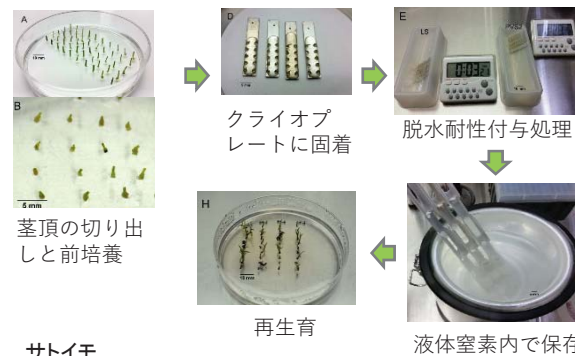 A
D
E
LS
PVS2
B
クライオプ
レートに固着
脱水耐性付与処理
5 mm
茎頂の切り出
しと前培養
H
再生育
液体窒素内で保存
サトイモ